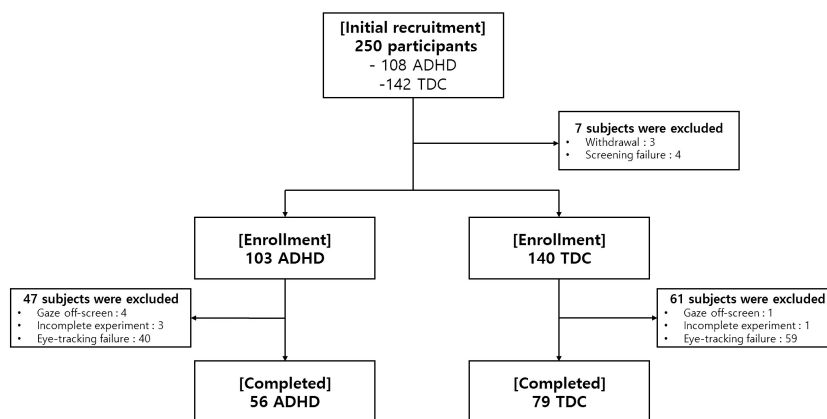 [Initial recruitment]
250 participants
- 108 ADHD
-142 TDC
7 subjects were excluded
• Withdrawal : 3
• Screening failure : 4
[Enrollment]
103 ADHD
[Enrollment]
140 TDC
47 subjects were excluded
• Gaze off-screen : 4
• Incomplete experiment : 3
• Eye-tracking failure : 40
61 subjects were excluded
• Gaze off-screen : 1
• Incomplete experiment : 1
• Eye-tracking failure : 59
[Completed]
56 ADHD
[Completed]
79 TDC